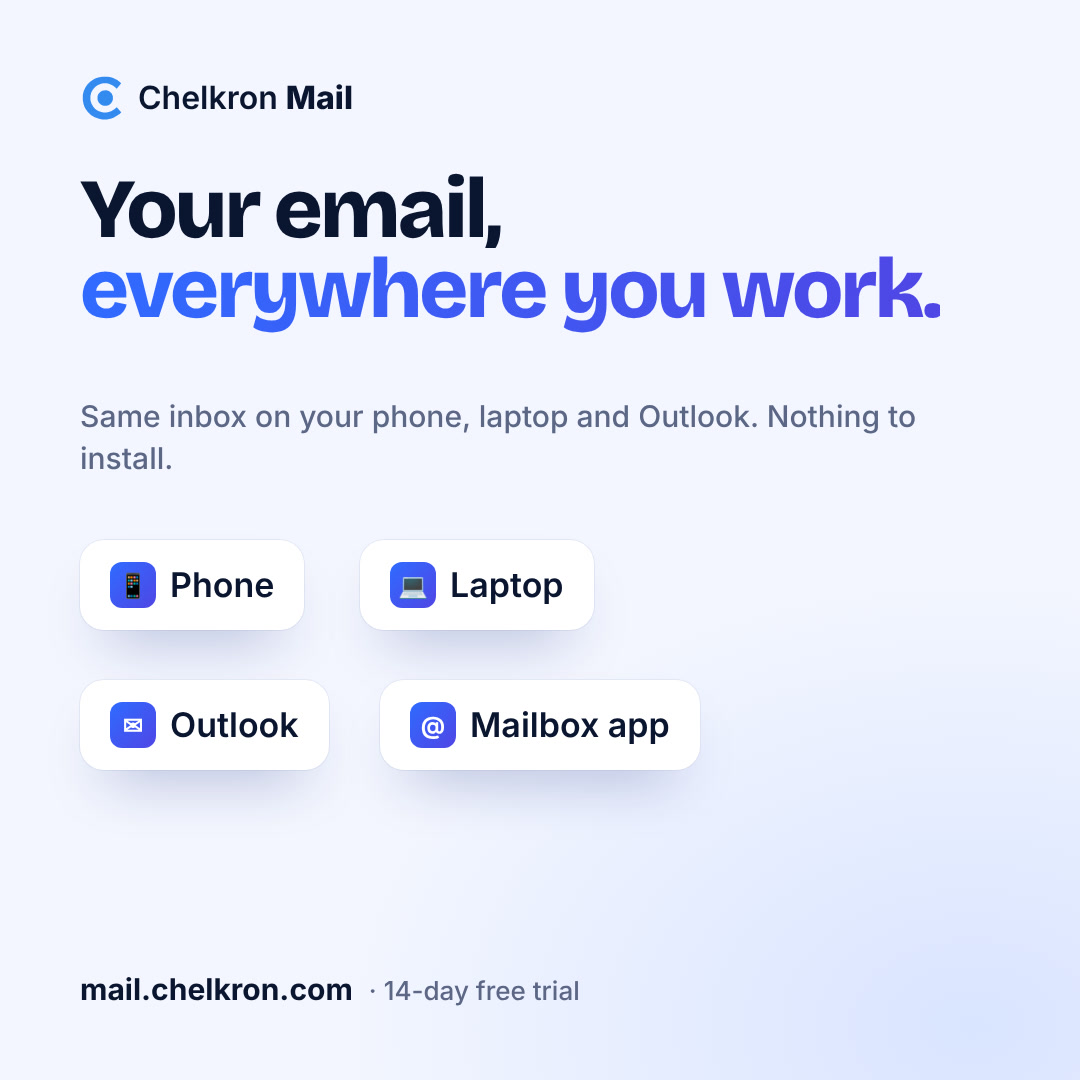 Chelkron Mail
Your email,
everywhere you work.
Same inbox on your phone, laptop and Outlook. Nothing to
install.
Phone
Laptop
Outlook
@ Mailbox app
mail.chelkron.com · 14-day free trial